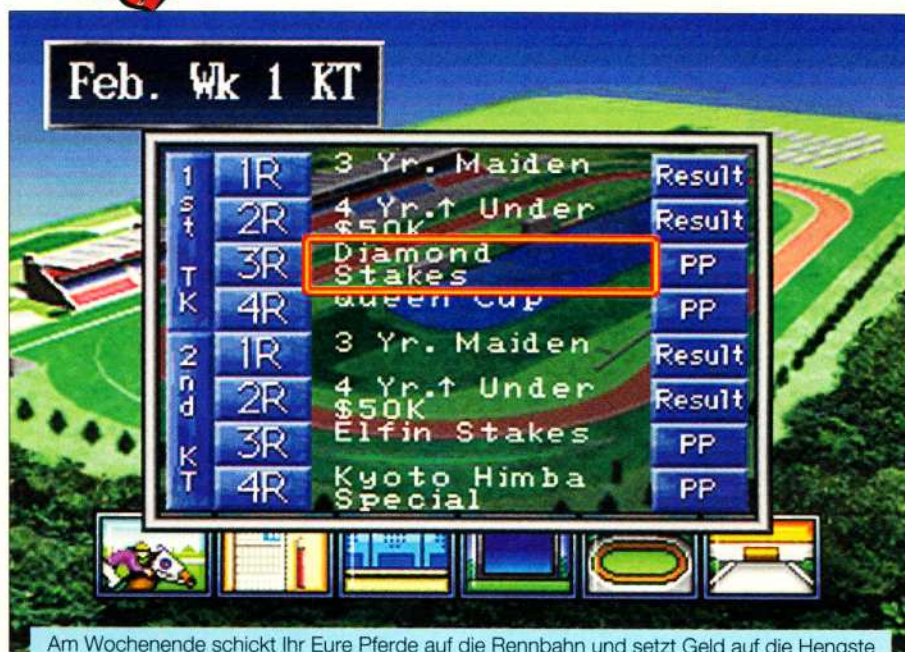 Feb. Wk 1 KT
1st TK
1R 3 Yr. Maiden Result
2R 4 Yr.↑ Under $50K Result
3R Diamond Stakes PP
4R Queen Cup PP
2nd KT
1R 3 Yr. Maiden Result
2R 4 Yr.↑ Under $50K Result
3R Elfin Stakes PP
4R Kyoto Himba Special PP
Am Wochenende schickt Ihr Eure Pferde auf die Rennbahn und setzt Geld auf die Hengste